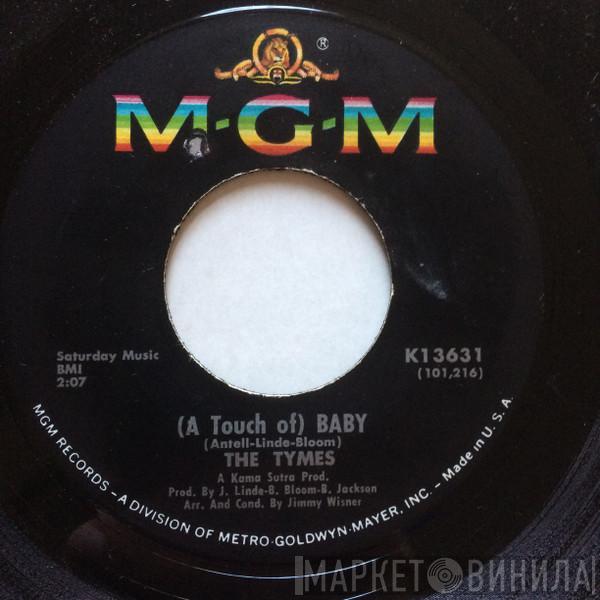 ®
M·G·M
Saturday Music
BMI
2:07
K13631
(101,216)
(A Touch of) BABY
(Antell-Linde-Bloom)
THE TYMES
A Kama Sutra Prod.
Prod. By J. Linde-B. Bloom-B. Jackson
Arr. And Cond. By Jimmy Wisner
MGM RECORDS – A DIVISION OF METRO-GOLDWYN-MAYER, INC. – Made in U. S. A.
МАРКЕТ ВИНИЛА